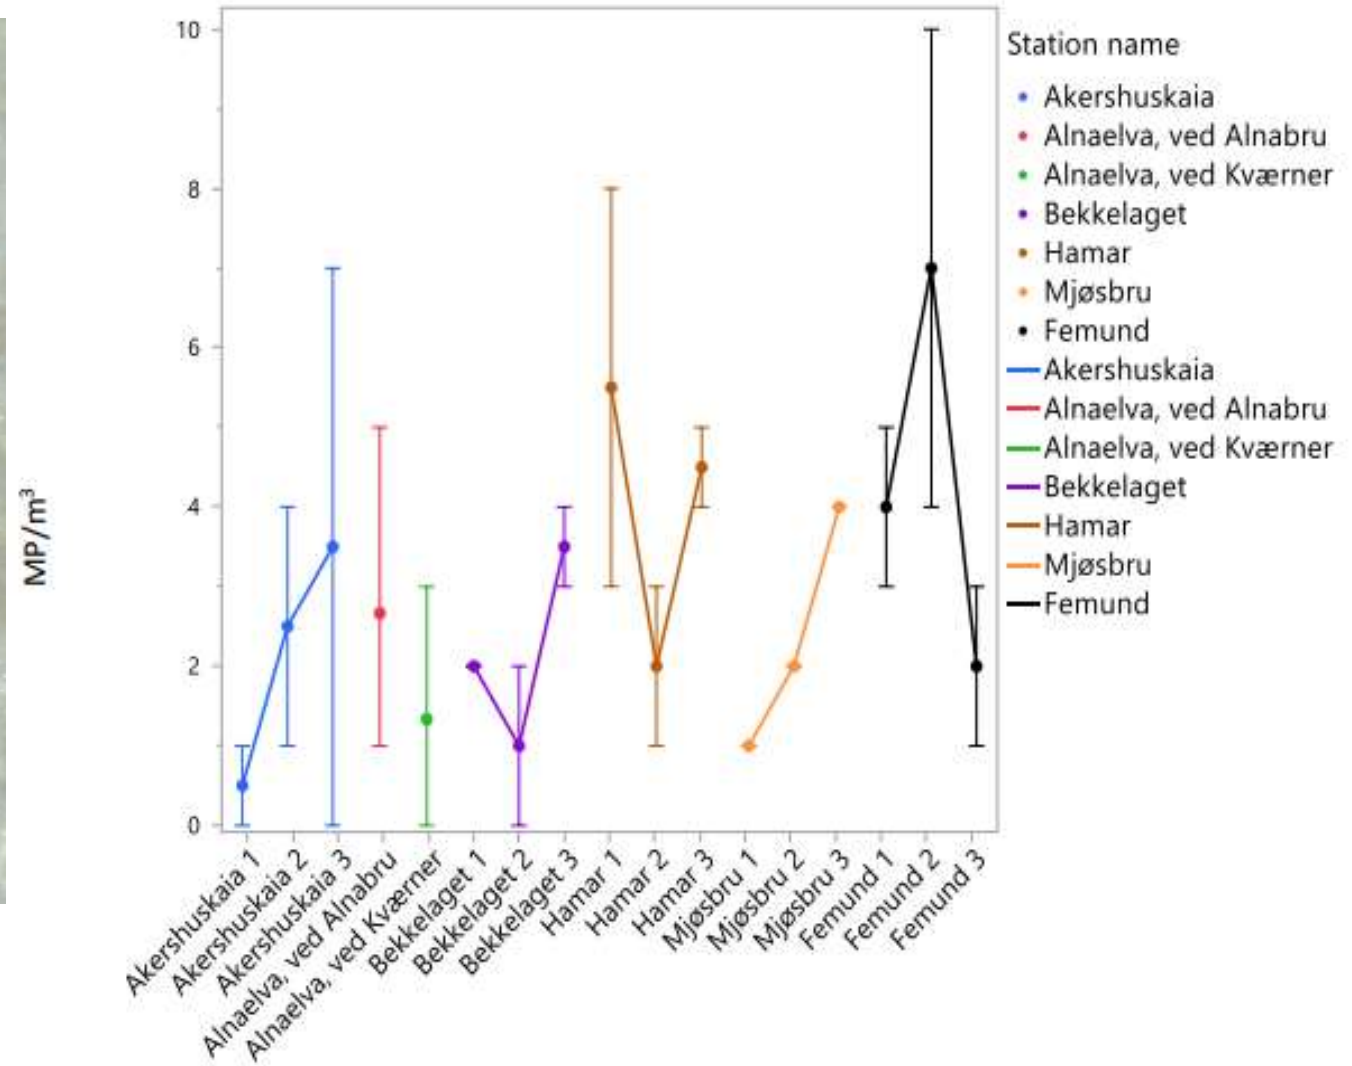 MP/m³
10
8
6
4
2
0
Akershuskaia 1
Akershuskaia 2
Akershuskaia 3
Alnaelva, ved Alnabru
Alnaelva, ved Kværner
Bekkelaget 1
Bekkelaget 2
Bekkelaget 3
Hamar 1
Hamar 2
Hamar 3
Mjøsbru 1
Mjøsbru 2
Mjøsbru 3
Femund 1
Femund 2
Femund 3
Station name
Akershuskaia
Alnaelva, ved Alnabru
Alnaelva, ved Kværner
Bekkelaget
Hamar
Mjøsbru
Femund
Akershuskaia
Alnaelva, ved Alnabru
Alnaelva, ved Kværner
Bekkelaget
Hamar
Mjøsbru
Femund